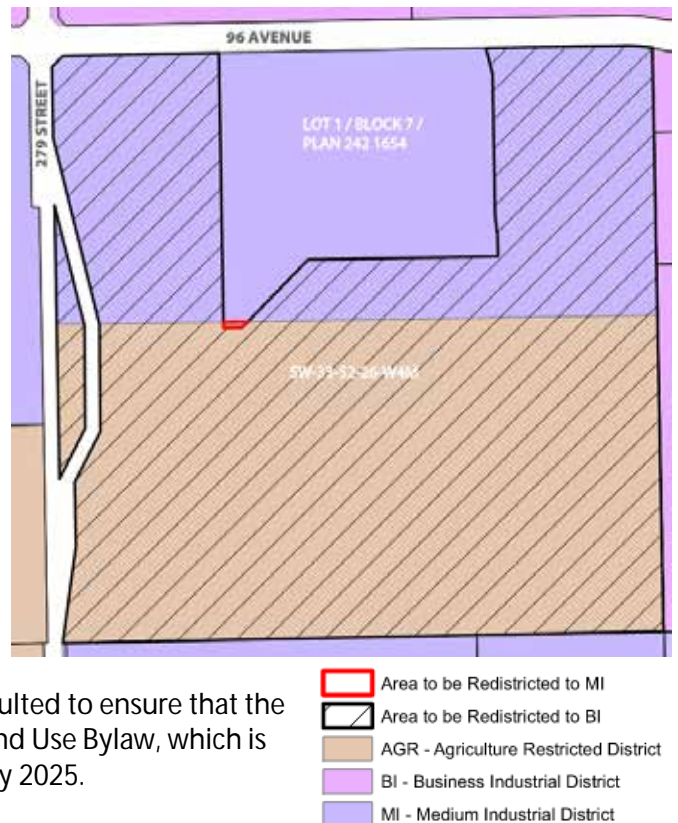 96 AVENUE
279 STREET
LOT 1 / BLOCK 7 /
PLAN 242 1654
SW-33-52-26-W4M
ulted to ensure that the
nd Use Bylaw, which is
y 2025.
Area to be Redistricted to MI
Area to be Redistricted to BI
AGR - Agriculture Restricted District
BI - Business Industrial District
MI - Medium Industrial District